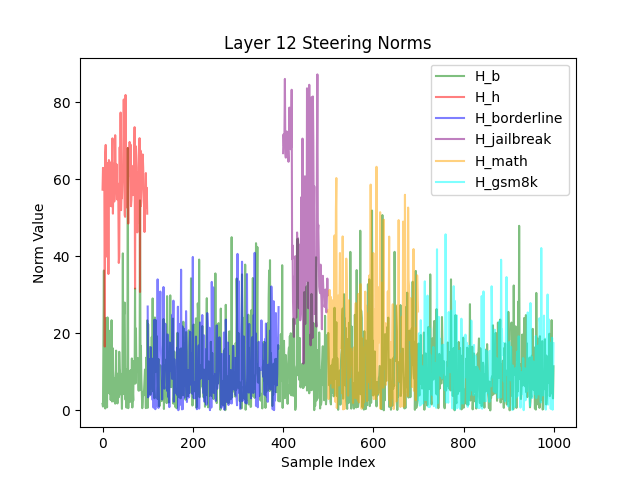 Layer 12 Steering Norms
H_b
H_h
H_borderline
H_jailbreak
H_math
H_gsm8k
Norm Value
80
60
40
20
0
0 200 400 600 800 1000
Sample Index